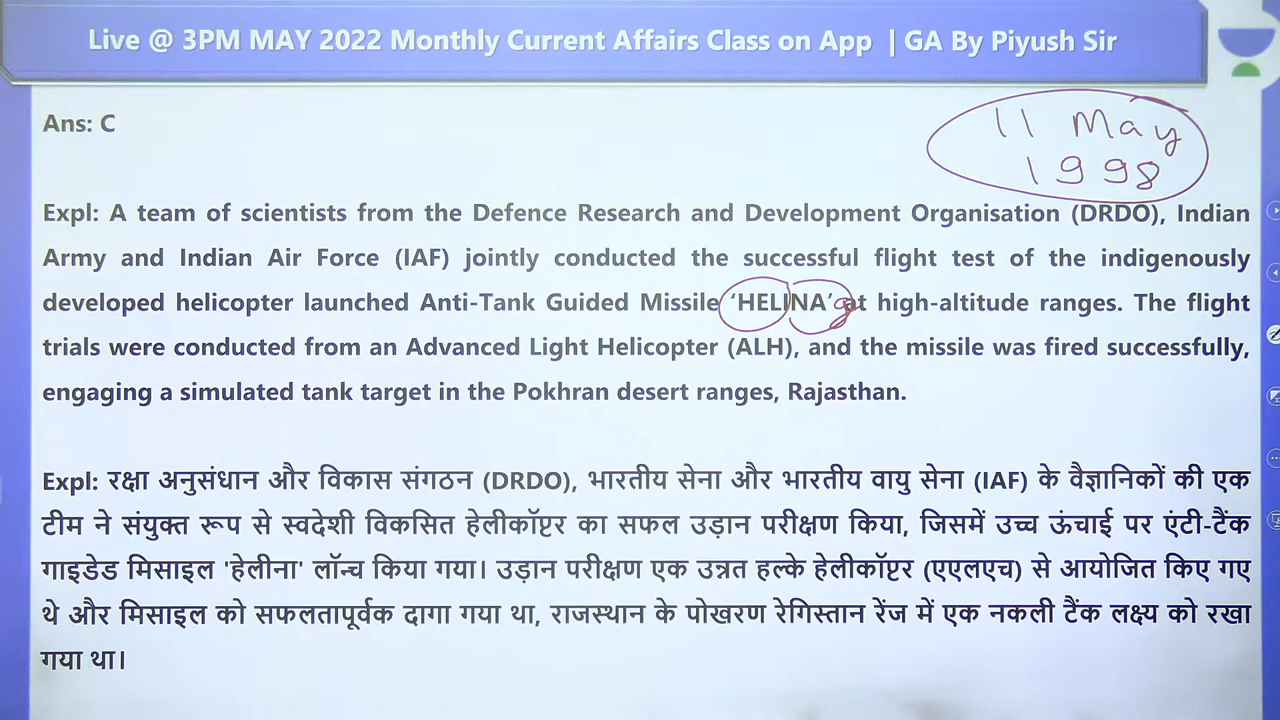 Live @ 3PM MAY 2022 Monthly Current Affairs Class on App | GA By Piyush Sir
Ans: C
11 May
1998
Expl: A team of scientists from the Defence Research and Development Organisation (DRDO), Indian
Army and Indian Air Force (IAF) jointly conducted the successful flight test of the indigenously
developed helicopter launched Anti-Tank Guided Missile ‘HELINA’ at high-altitude ranges. The flight
trials were conducted from an Advanced Light Helicopter (ALH), and the missile was fired successfully,
engaging a simulated tank target in the Pokhran desert ranges, Rajasthan.
Expl: रक्षा अनुसंधान और विकास संगठन (DRDO), भारतीय सेना और भारतीय वायु सेना (IAF) के वैज्ञानिकों की एक
टीम ने संयुक्त रूप से स्वदेशी विकसित हेलीकॉप्टर का सफल उड़ान परीक्षण किया, जिसमें उच्च ऊंचाई पर एंटी-टैंक
गाइडेड मिसाइल 'हेलीना' लॉन्च किया गया। उड़ान परीक्षण एक उन्नत हल्के हेलीकॉप्टर (एएलएच) से आयोजित किए गए
थे और मिसाइल को सफलतापूर्वक दागा गया था, राजस्थान के पोखरण रेगिस्तान रेंज में एक नकली टैंक लक्ष्य को रखा
गया था।